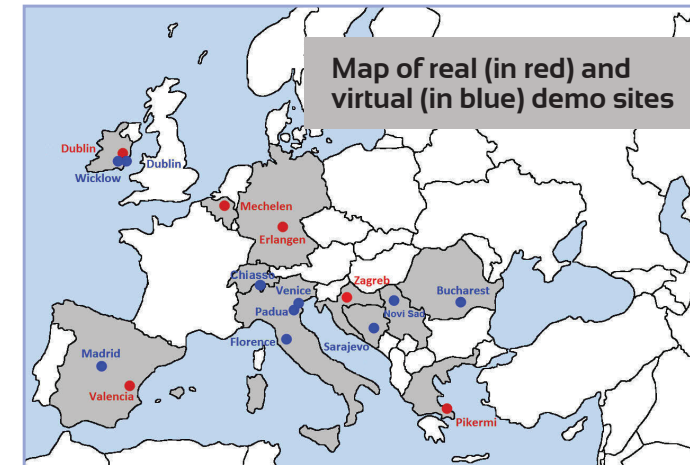 Map of real (in red) and
virtual (in blue) demo sites
Dublin
Dublin
Wicklow
Mechelen
Erlangen
Chiasso
Venice
Zagreb
Padua
Bucharest
Novi Sad
Florence
Sarajevo
Madrid
Valencia
Pikermi